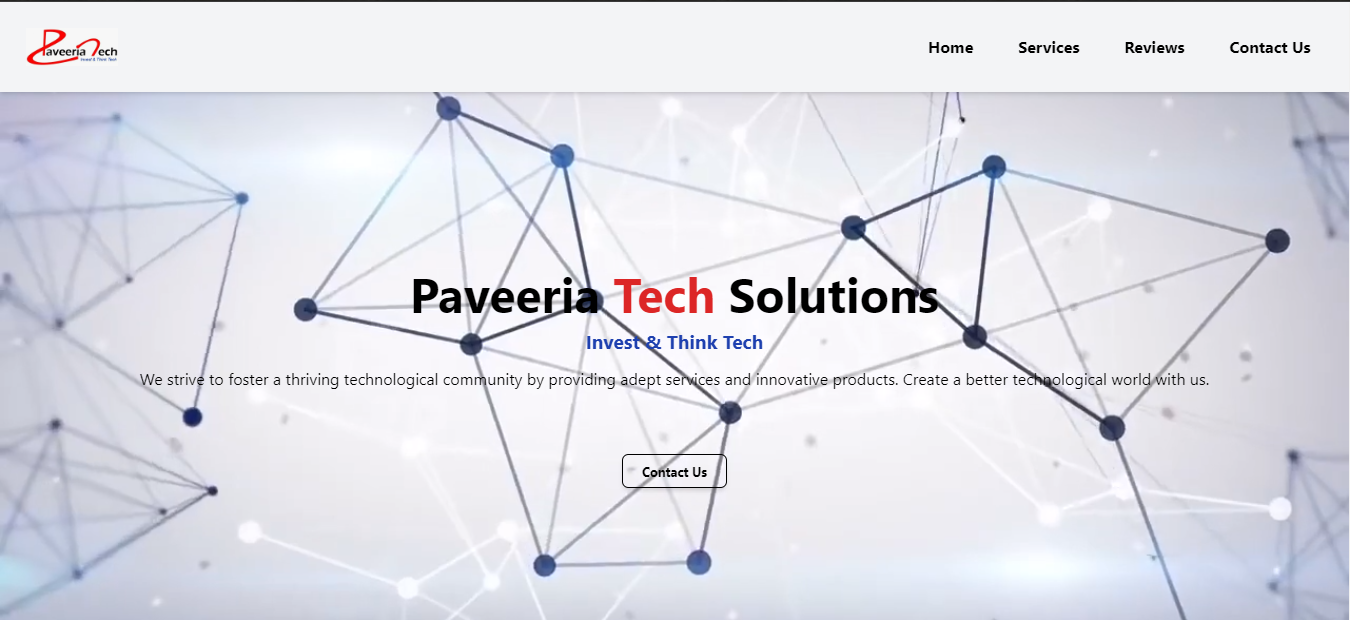 Paveeria Tech
Invest & Think Tech
Home Services Reviews Contact Us
Paveeria Tech Solutions
Invest & Think Tech
We strive to foster a thriving technological community by providing adept services and innovative products. Create a better technological world with us.
Contact Us